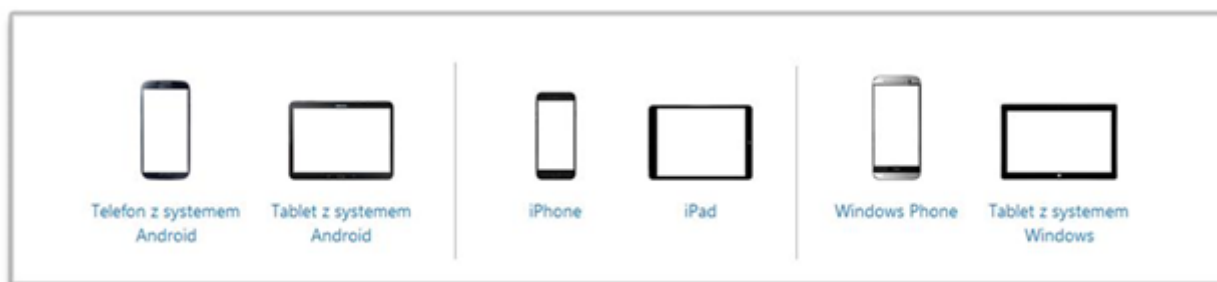 Telefon z systemem
Android
Tablet z systemem
Android
iPhone
iPad
Windows Phone
Tablet z systemem
Windows